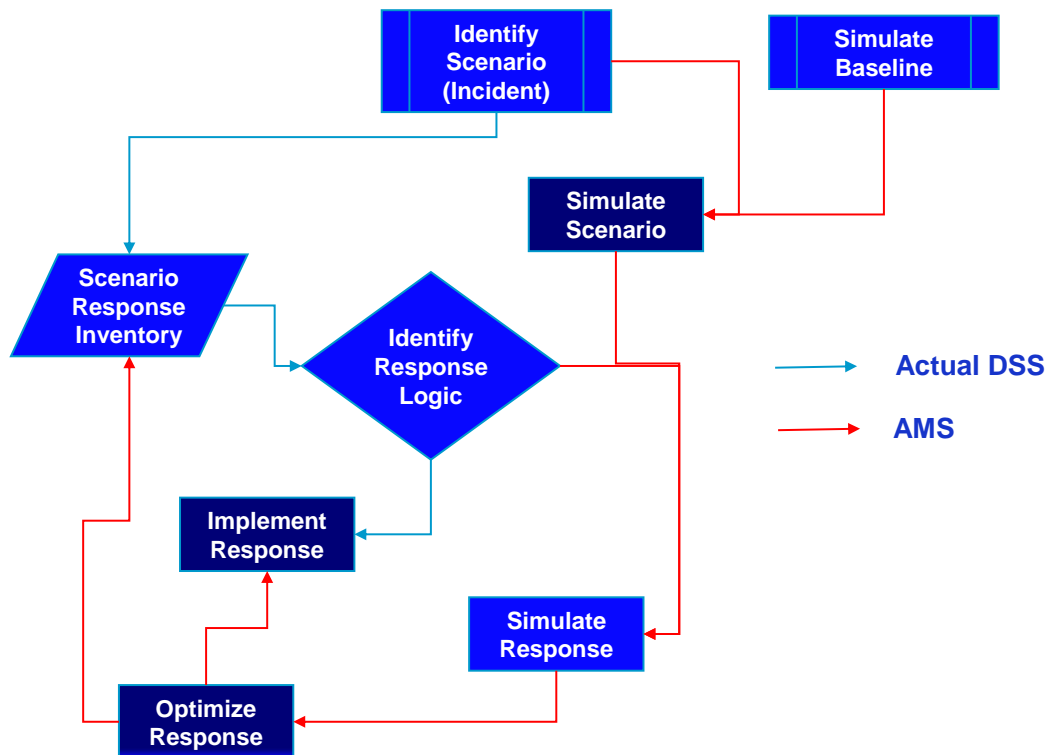 Identify
Scenario
(Incident)
Simulate
Baseline
Simulate
Scenario
Scenario
Response
Inventory
Identify
Response
Logic
Actual DSS
AMS
Implement
Response
Simulate
Response
Optimize
Response